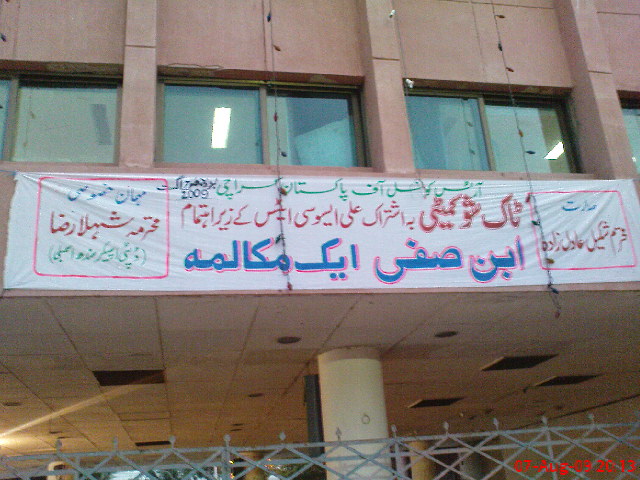 آرٹس کونسل آف پاکستان کراچی بروز جمعہ 7 اگست 2009
ٹاک شو کمیٹی بہ اشتراک علی ایسوسی ایٹس کے زیر اہتمام
ابن صفی ایک مکالمہ
صدارت
محترم شکیل عادل زادہ
مہمان خصوصی
محترمہ شہلا رضا
(ڈپٹی اسپیکر سندھ اسمبلی)
07-Aug-09 20 13